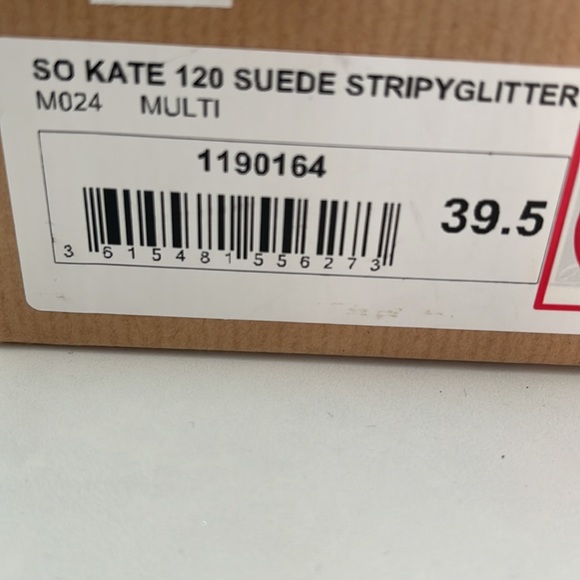 SO KATE 120 SUEDE STRIPYGLITTER
M024 MULTI
1190164
39.5
3 615481 556273